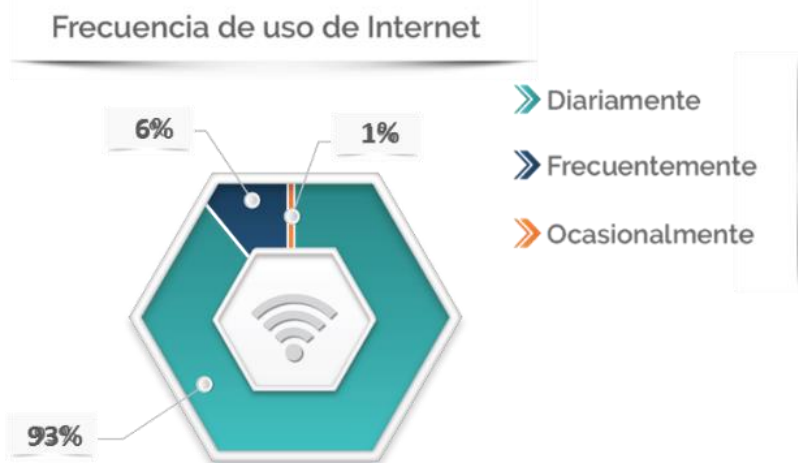 Frecuencia de uso de Internet
6%
1%
Diariamente
Frecuentemente
Ocasionalmente
93%